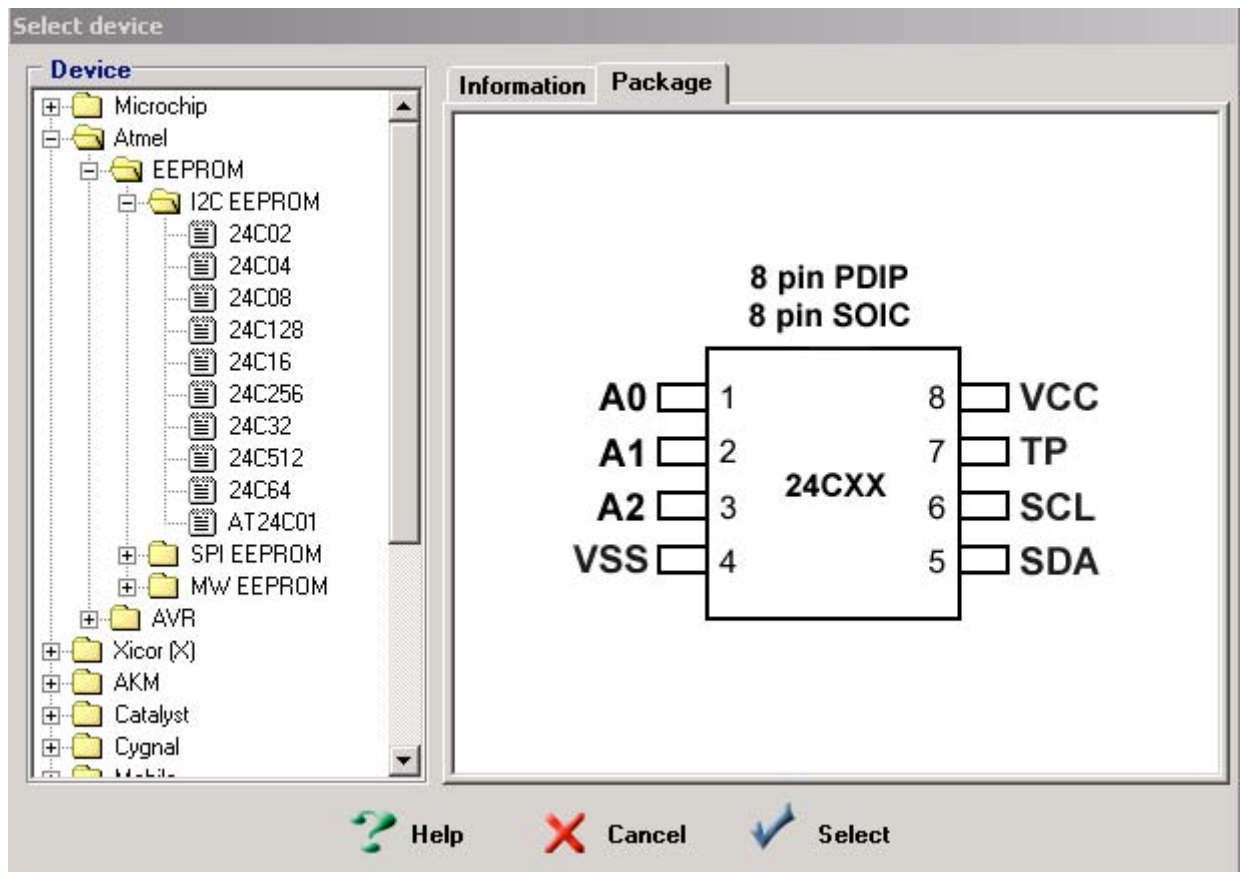 Select device
Device
Microchip
Atmel
EEPROM
I2C EEPROM
24C02
24C04
24C08
24C128
24C16
24C256
24C32
24C512
24C64
AT24C01
SPI EEPROM
MW EEPROM
AVR
Xicor (X)
AKM
Catalyst
Cygnal
Information Package
8 pin PDIP
8 pin SOIC
A0 1 8 VCC
A1 2 7 TP
24CXX
A2 3 6 SCL
VSS 4 5 SDA
Help Cancel Select